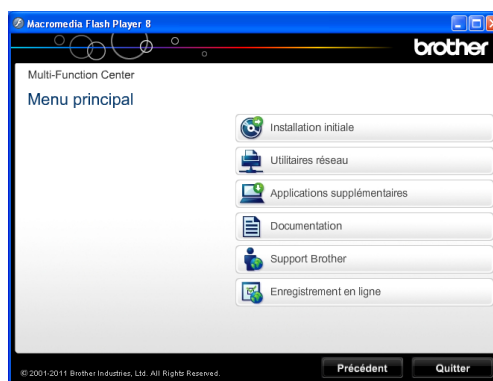 Macromedia Flash Player 8
brother
Multi-Function Center
Menu principal
Installation initiale
Utilitaires réseau
Applications supplémentaires
Documentation
Support Brother
Enregistrement en ligne
© 2001-2011 Brother Industries, Ltd. All Rights Reserved.
Précédent
Quitter